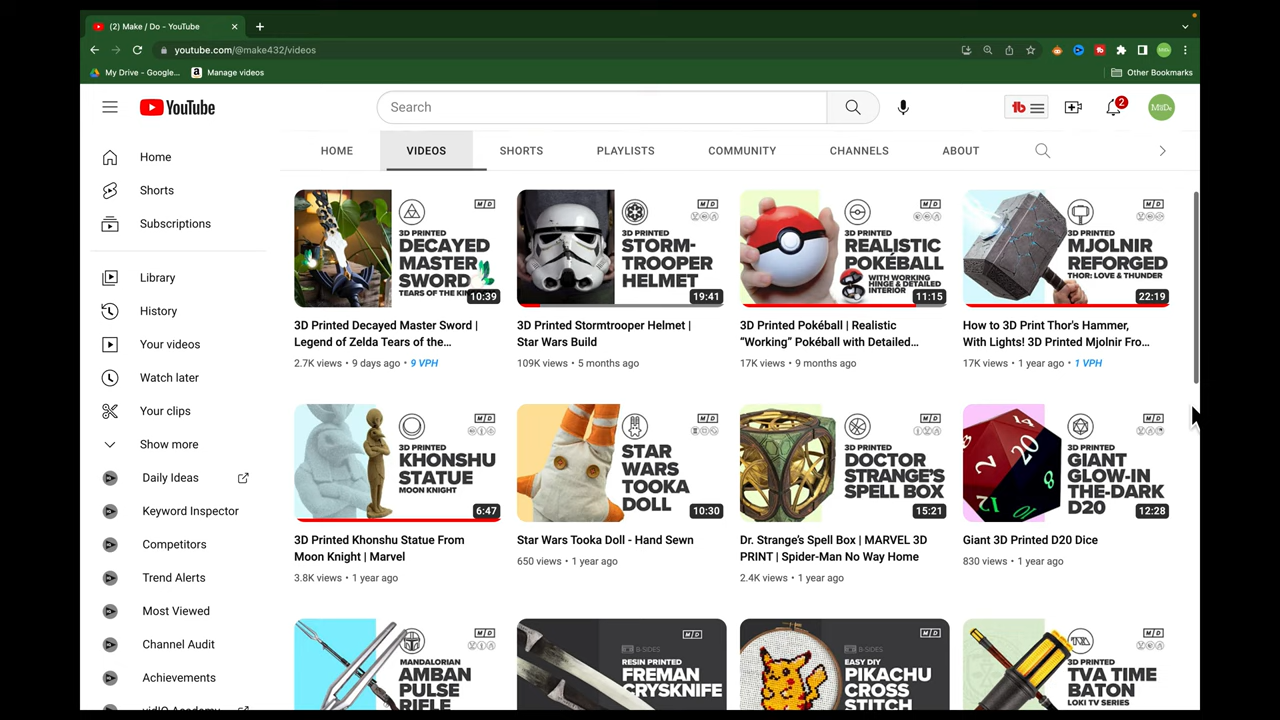 (2) Make / Do - YouTube
youtube.com/@make432/videos
My Drive - Google...
Manage videos
Other Bookmarks
YouTube
Search
2
HOME
VIDEOS
SHORTS
PLAYLISTS
COMMUNITY
CHANNELS
ABOUT
Home
Shorts
Subscriptions
Library
History
Your videos
Watch later
Your clips
Show more
Daily Ideas
Keyword Inspector
Competitors
Trend Alerts
Most Viewed
Channel Audit
Achievements
M/D
3D PRINTED
DECAYED
MASTER
SWORD
10:39
3D Printed Decayed Master Sword |
Legend of Zelda Tears of the...
2.7K views • 9 days ago • 9 VPH
M/D
3D PRINTED
STORM-
TROOPER
HELMET
19:41
3D Printed Stormtrooper Helmet |
Star Wars Build
109K views • 5 months ago
M/D
3D PRINTED
REALISTIC
POKÉBALL
WITH WORKING
HINGE & DETAILED
INTERIOR
11:15
3D Printed Pokéball | Realistic
“Working” Pokéball with Detailed...
17K views • 9 months ago
M/D
3D PRINTED
MJOLNIR
REFORGED
THOR: LOVE & THUNDER
22:19
How to 3D Print Thor's Hammer,
With Lights! 3D Printed Mjolnir Fro...
17K views • 1 year ago • 1 VPH
M/D
3D PRINTED
KHONSHU
STATUE
MOON KNIGHT
6:47
3D Printed Khonshu Statue From
Moon Knight | Marvel
3.8K views • 1 year ago
M/D
STAR
WARS
TOOKA
DOLL
10:30
Star Wars Tooka Doll - Hand Sewn
650 views • 1 year ago
M/D
3D PRINTED
DOCTOR
STRANGE'S
SPELL BOX
15:21
Dr. Strange’s Spell Box | MARVEL 3D
PRINT | Spider-Man No Way Home
2.4K views • 1 year ago
M/D
3D PRINTED
GIANT
GLOW-IN
THE-DARK
D20
12:28
Giant 3D Printed D20 Dice
830 views • 1 year ago
M/D
3D PRINTED
MANDALORIAN
AMBAN
PULSE
RIFLE
M/D
B-SIDES
RESIN PRINTED
FREMAN
CRYSKNIFE
M/D
B-SIDES
EASY DIY
PIKACHU
CROSS
STITCH
M/D
3D PRINTED
TVA TIME
BATON
LOKI TV SERIES